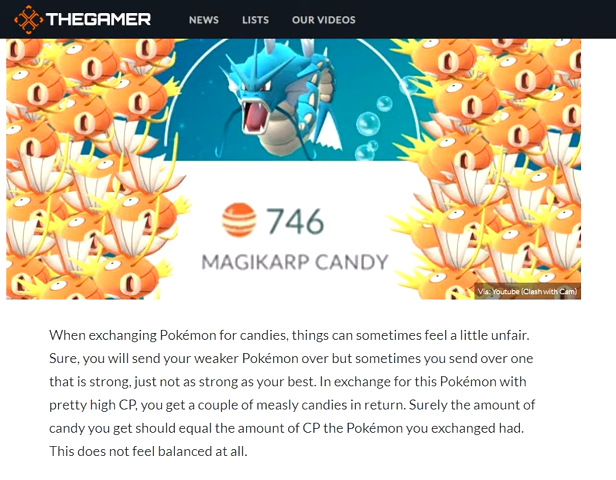 THEGAMER
NEWS LISTS OUR VIDEOS
746
MAGIKARP CANDY
Via: Youtube (Clash with Cam)
When exchanging Pokémon for candies, things can sometimes feel a little unfair.
Sure, you will send your weaker Pokémon over but sometimes you send over one
that is strong, just not as strong as your best. In exchange for this Pokémon with
pretty high CP, you get a couple of measly candies in return. Surely the amount of
candy you get should equal the amount of CP the Pokémon you exchanged had.
This does not feel balanced at all.